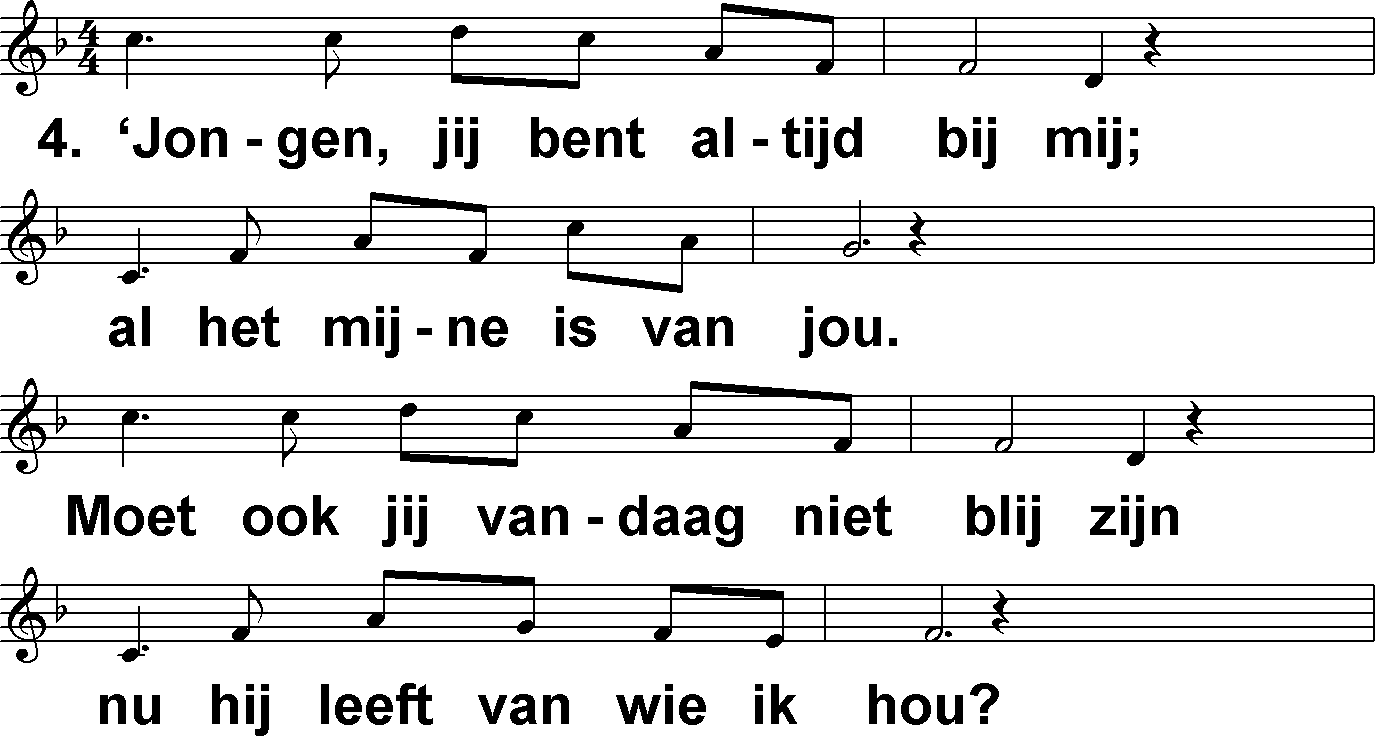 4. ‘Jon - gen, jij bent al - tijd bij mij;
al het mij - ne is van jou.
Moet ook jij van - daag niet blij zijn
nu hij leeft van wie ik hou?